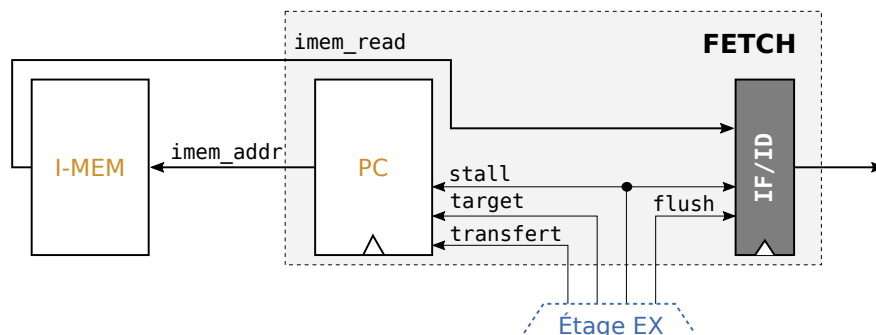 imem_read
FETCH
I-MEM
imem_addr
PC
stall
target
transfert
flush
IF/ID
Étage EX